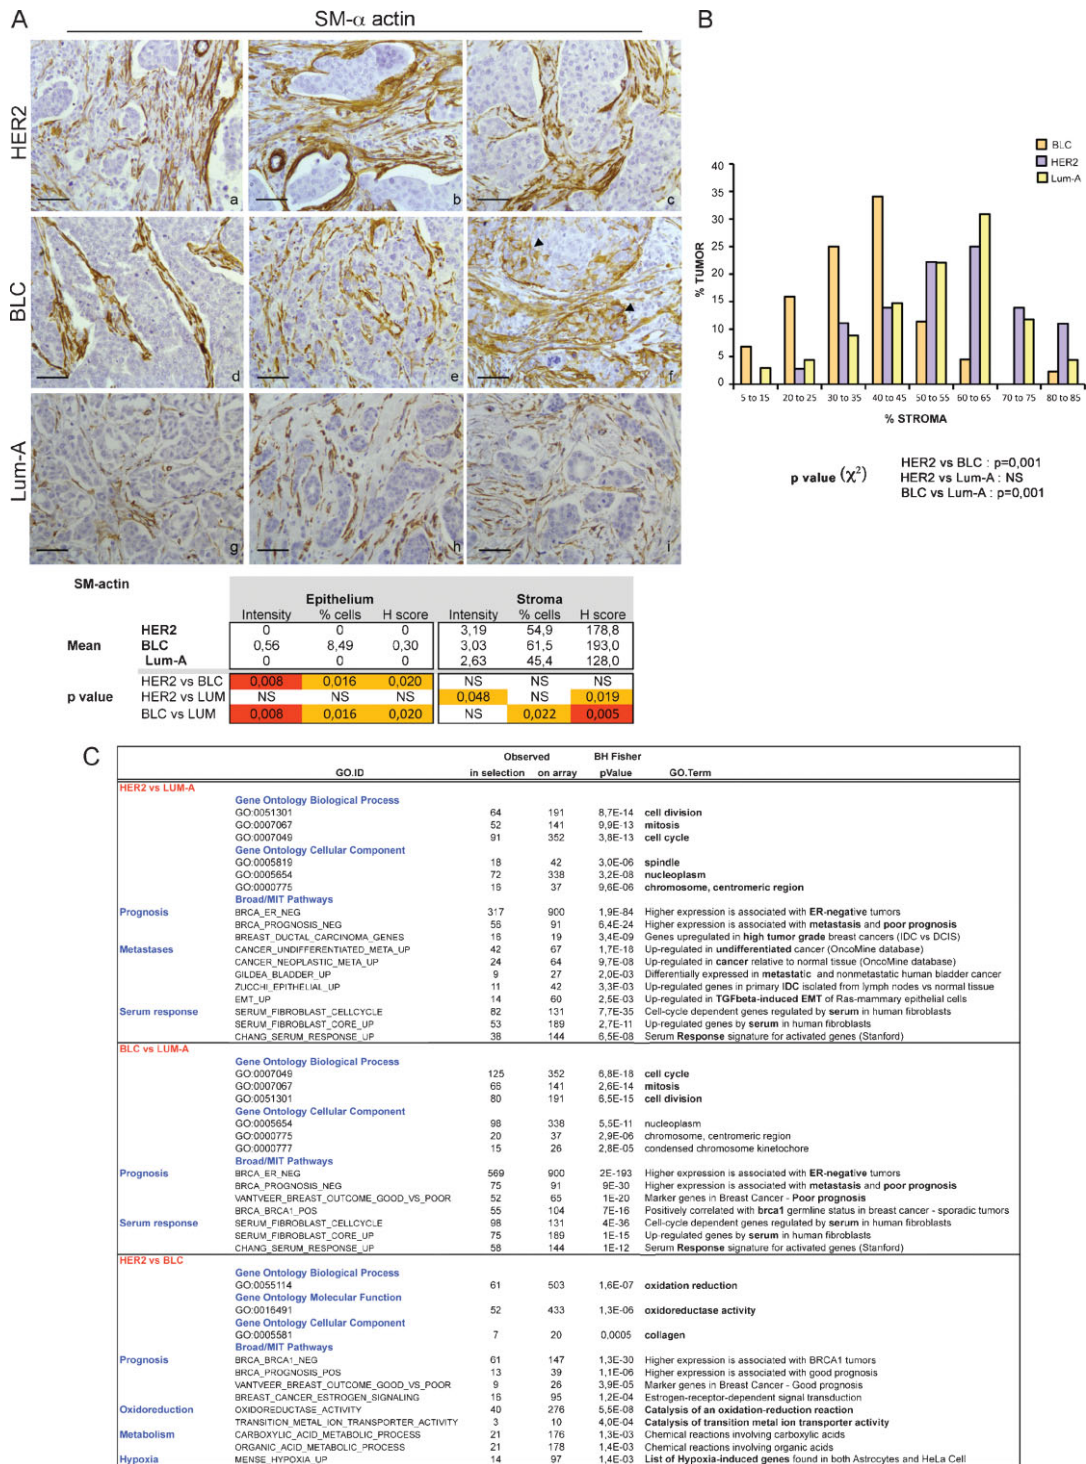 A
SM-α actin
B
HER2
BLC
Lum-A
a
b
c
d
e
f
g
h
i
BLC
HER2
Lum-A
% TUMOR
40
35
30
25
20
15
10
5
0
5 to 15
20 to 25
30 to 35
40 to 45
50 to 55
60 to 65
70 to 75
80 to 85
% STROMA
p value (χ²)
HER2 vs BLC : p=0,001
HER2 vs Lum-A : NS
BLC vs Lum-A : p=0,001
SM-actin
Epithelium Stroma
Intensity % cells H score Intensity % cells H score
Mean
HER2 0 0 0 3,19 54,9 178,8
BLC 0,56 8,49 0,30 3,03 61,5 193,0
Lum-A 0 0 0 2,63 45,4 128,0
p value
HER2 vs BLC 0,008 0,016 0,020 NS NS NS
HER2 vs LUM NS NS NS 0,048 NS 0,019
BLC vs LUM 0,008 0,016 0,020 NS 0,022 0,005
C
Observed BH Fisher
GO.ID in selection on array pValue GO.Term
HER2 vs LUM-A
Gene Ontology Biological Process
GO:0051301 64 191 8,7E-14 cell division
GO:0007067 52 141 9,9E-13 mitosis
GO:0007049 91 352 3,8E-13 cell cycle
Gene Ontology Cellular Component
GO:0005819 18 42 3,0E-06 spindle
GO:0005654 72 338 3,2E-08 nucleoplasm
GO:0000775 16 37 9,6E-06 chromosome, centromeric region
Broad/MIT Pathways
Prognosis BRCA_ER_NEG 317 900 1,9E-84 Higher expression is associated with ER-negative tumors
BRCA_PROGNOSIS_NEG 56 91 6,4E-24 Higher expression is associated with metastasis and poor prognosis
BREAST_DUCTAL_CARCINOMA_GENES 16 19 3,4E-09 Genes upregulated in high tumor grade breast cancers (IDC vs DCIS)
Metastases CANCER_UNDIFFERENTIATED_META_UP 42 67 1,7E-18 Up-regulated in undifferentiated cancer (OncoMine database)
CANCER_NEOPLASTIC_META_UP 24 64 9,7E-08 Up-regulated in cancer relative to normal tissue (OncoMine database)
GILDEA_BLADDER_UP 9 27 2,0E-03 Differentially expressed in metastatic and nonmetastatic human bladder cancer
ZUCCHI_EPITHELIAL_UP 11 42 3,3E-03 Up-regulated genes in primary IDC isolated from lymph nodes vs normal tissue
EMT_UP 14 60 2,5E-03 Up-regulated in TGFbeta-induced EMT of Ras-mammary epithelial cells
Serum response SERUM_FIBROBLAST_CELLCYCLE 82 131 7,7E-35 Cell-cycle dependent genes regulated by serum in human fibroblasts
SERUM_FIBROBLAST_CORE_UP 53 189 2,7E-11 Up-regulated genes by serum in human fibroblasts
CHANG_SERUM_RESPONSE_UP 38 144 6,5E-08 Serum Response signature for activated genes (Stanford)
BLC vs LUM-A
Gene Ontology Biological Process
GO:0007049 125 352 6,8E-18 cell cycle
GO:0007067 66 141 2,6E-14 mitosis
GO:0051301 80 191 6,5E-15 cell division
Gene Ontology Cellular Component
GO:0005654 98 338 5,5E-11 nucleoplasm
GO:0000775 20 37 2,9E-06 chromosome, centromeric region
GO:0000777 15 26 2,8E-05 condensed chromosome kinetochore
Broad/MIT Pathways
Prognosis BRCA_ER_NEG 569 900 2E-193 Higher expression is associated with ER-negative tumors
BRCA_PROGNOSIS_NEG 75 91 9E-30 Higher expression is associated with metastasis and poor prognosis
VANTVEER_BREAST_OUTCOME_GOOD_VS_POOR 52 65 1E-20 Marker genes in Breast Cancer - Poor prognosis
BRCA_BRCA1_POS 55 104 7E-16 Positively correlated with brca1 germline status in breast cancer - sporadic tumors
Serum response SERUM_FIBROBLAST_CELLCYCLE 98 131 4E-36 Cell-cycle dependent genes regulated by serum in human fibroblasts
SERUM_FIBROBLAST_CORE_UP 75 189 1E-15 Up-regulated genes by serum in human fibroblasts
CHANG_SERUM_RESPONSE_UP 58 144 1E-12 Serum Response signature for activated genes (Stanford)
HER2 vs BLC
Gene Ontology Biological Process
GO:0055114 61 503 1,6E-07 oxidation reduction
Gene Ontology Molecular Function
GO:0016491 52 433 1,3E-06 oxidoreductase activity
Gene Ontology Cellular Component
GO:0005581 7 20 0,0005 collagen
Broad/MIT Pathways
Prognosis BRCA_BRCA1_NEG 61 147 1,3E-30 Higher expression is associated with BRCA1 tumors
BRCA_PROGNOSIS_POS 13 39 1,1E-06 Higher expression is associated with good prognosis
VANTVEER_BREAST_OUTCOME_GOOD_VS_POOR 9 26 3,9E-05 Marker genes in Breast Cancer - Good prognosis
BREAST_CANCER_ESTROGEN_SIGNALING 16 95 1,2E-04 Estrogen-receptor-dependent signal transduction
Oxidoreduction OXIDOREDUCTASE_ACTIVITY 40 276 5,5E-08 Catalysis of an oxidation-reduction reaction
TRANSITION_METAL_ION_TRANSPORTER_ACTIVITY 3 10 4,0E-04 Catalysis of transition metal ion transporter activity
Metabolism CARBOXYLIC_ACID_METABOLIC_PROCESS 21 176 1,3E-03 Chemical reactions involving carboxylic acids
ORGANIC_ACID_METABOLIC_PROCESS 21 178 1,4E-03 Chemical reactions involving organic acids
Hypoxia MENSE_HYPOXIA_UP 14 97 1,4E-03 List of Hypoxia-induced genes found in both Astrocytes and HeLa Cell